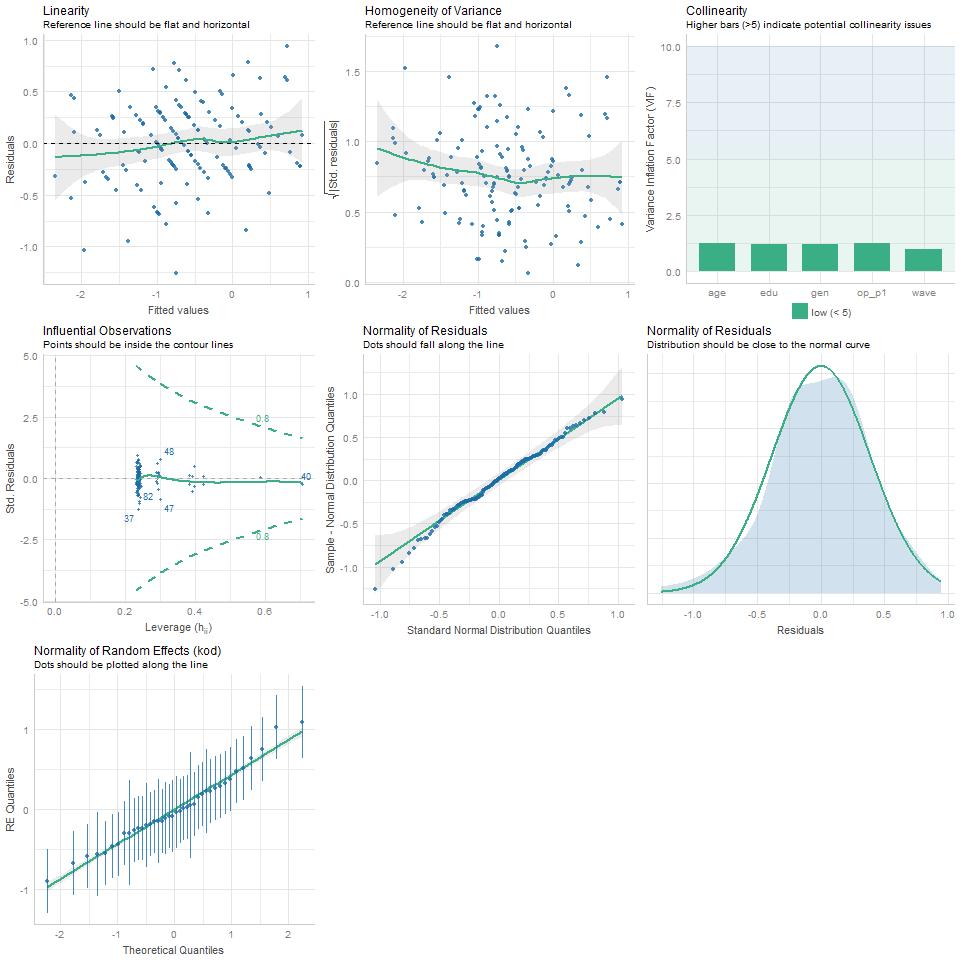 Linearity
Reference line should be flat and horizontal
1.0
0.5
0.0
-0.5
-1.0
Residuals
-2
-1
0
1
Fitted values
Homogeneity of Variance
Reference line should be flat and horizontal
1.5
1.0
0.5
0.0
√|Std. residuals|
-2
-1
0
1
Fitted values
Collinearity
Higher bars (>5) indicate potential collinearity issues
10.0
7.5
5.0
2.5
0.0
Variance Inflation Factor (VIF)
age
edu
gen
op_p1
wave
low (< 5)
Influential Observations
Points should be inside the contour lines
5.0
2.5
0.0
-2.5
-5.0
Std. Residuals
0.8
48
40
82
47
37
0.8
0.0
0.2
0.4
0.6
Leverage (hii)
Normality of Residuals
Dots should fall along the line
1.0
0.5
0.0
-0.5
-1.0
Sample - Normal Distribution Quantiles
-1.0
-0.5
0.0
0.5
1.0
Standard Normal Distribution Quantiles
Normality of Residuals
Distribution should be close to the normal curve
-1.0
-0.5
0.0
0.5
1.0
Residuals
Normality of Random Effects (kod)
Dots should be plotted along the line
1
0
-1
RE Quantiles
-2
-1
0
1
2
Theoretical Quantiles